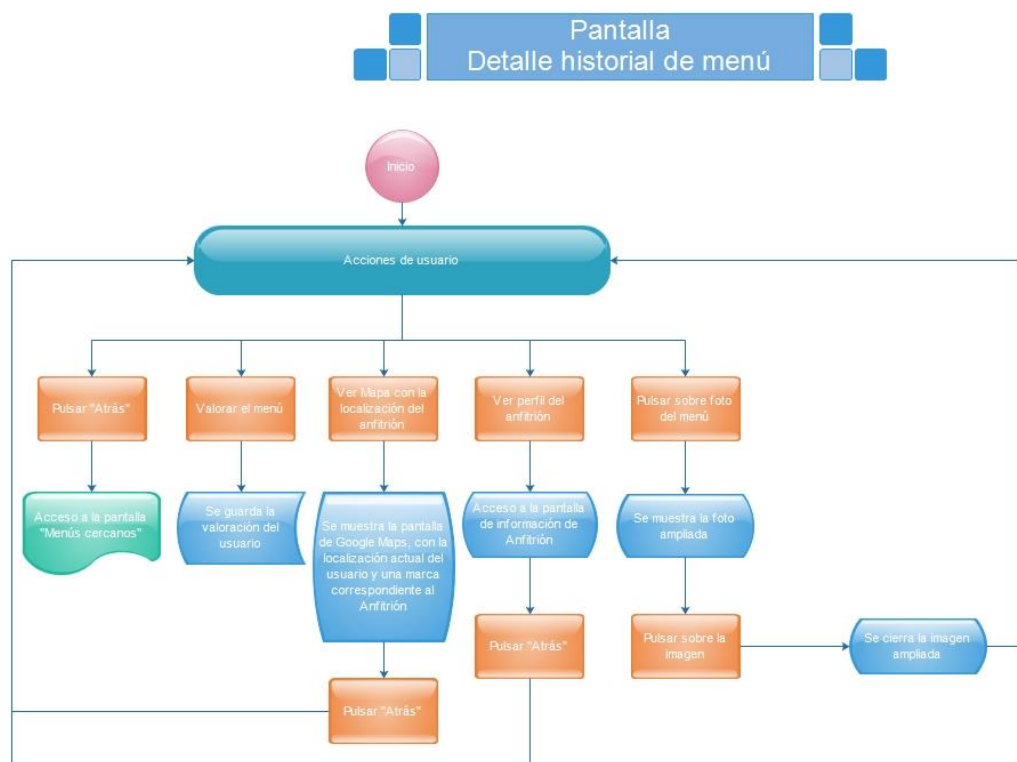 Pantalla
Detalle historial de menú
Inicio
Acciones de usuario
Pulsar "Atrás"
Valorar el menú
Ver Mapa con la
localización del
anfitrión
Ver perfil del
anfitrión
Pulsar sobre foto
del menú
Acceso a la pantalla
"Menús cercanos"
Se guarda la
valoración del
usuario
Se muestra la pantalla
de Google Maps, con la
localización actual del
usuario y una marca
correspondiente al
Anfitrión
Acceso a la pantalla
de información de
Anfitrión
Se muestra la foto
ampliada
Pulsar "Atrás"
Pulsar sobre la
imagen
Se cierra la imagen
ampliada
Pulsar "Atrás"